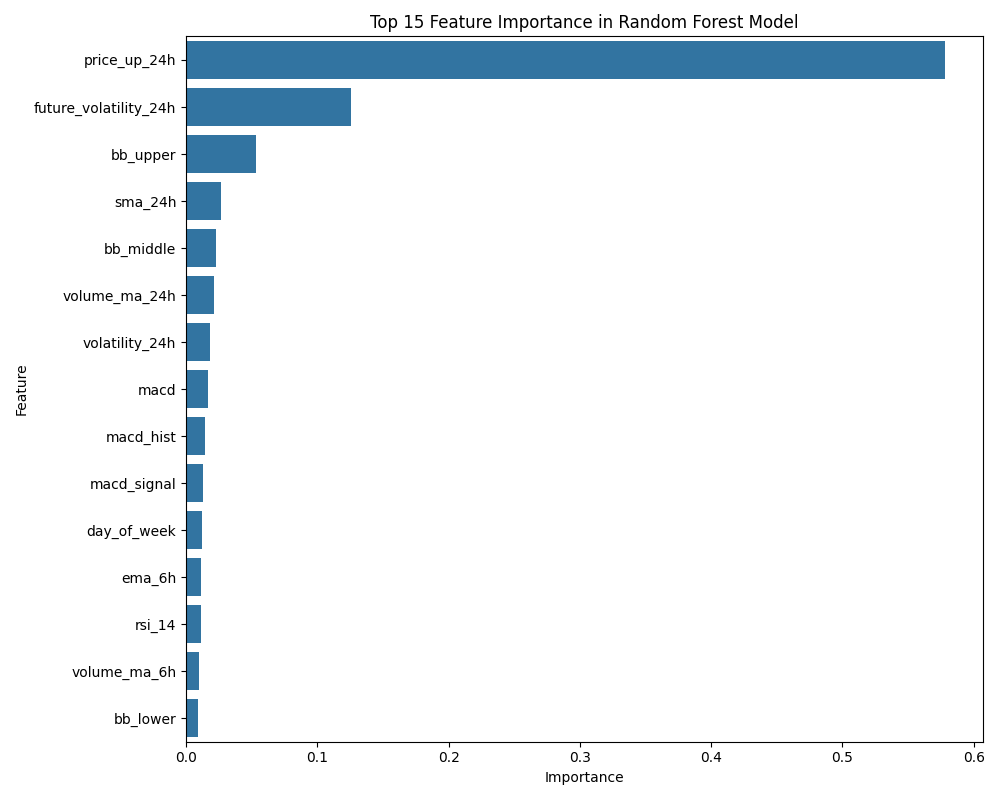 Top 15 Feature Importance in Random Forest Model
Feature
price_up_24h
future_volatility_24h
bb_upper
sma_24h
bb_middle
volume_ma_24h
volatility_24h
macd
macd_hist
macd_signal
day_of_week
ema_6h
rsi_14
volume_ma_6h
bb_lower
0.0 0.1 0.2 0.3 0.4 0.5 0.6
Importance